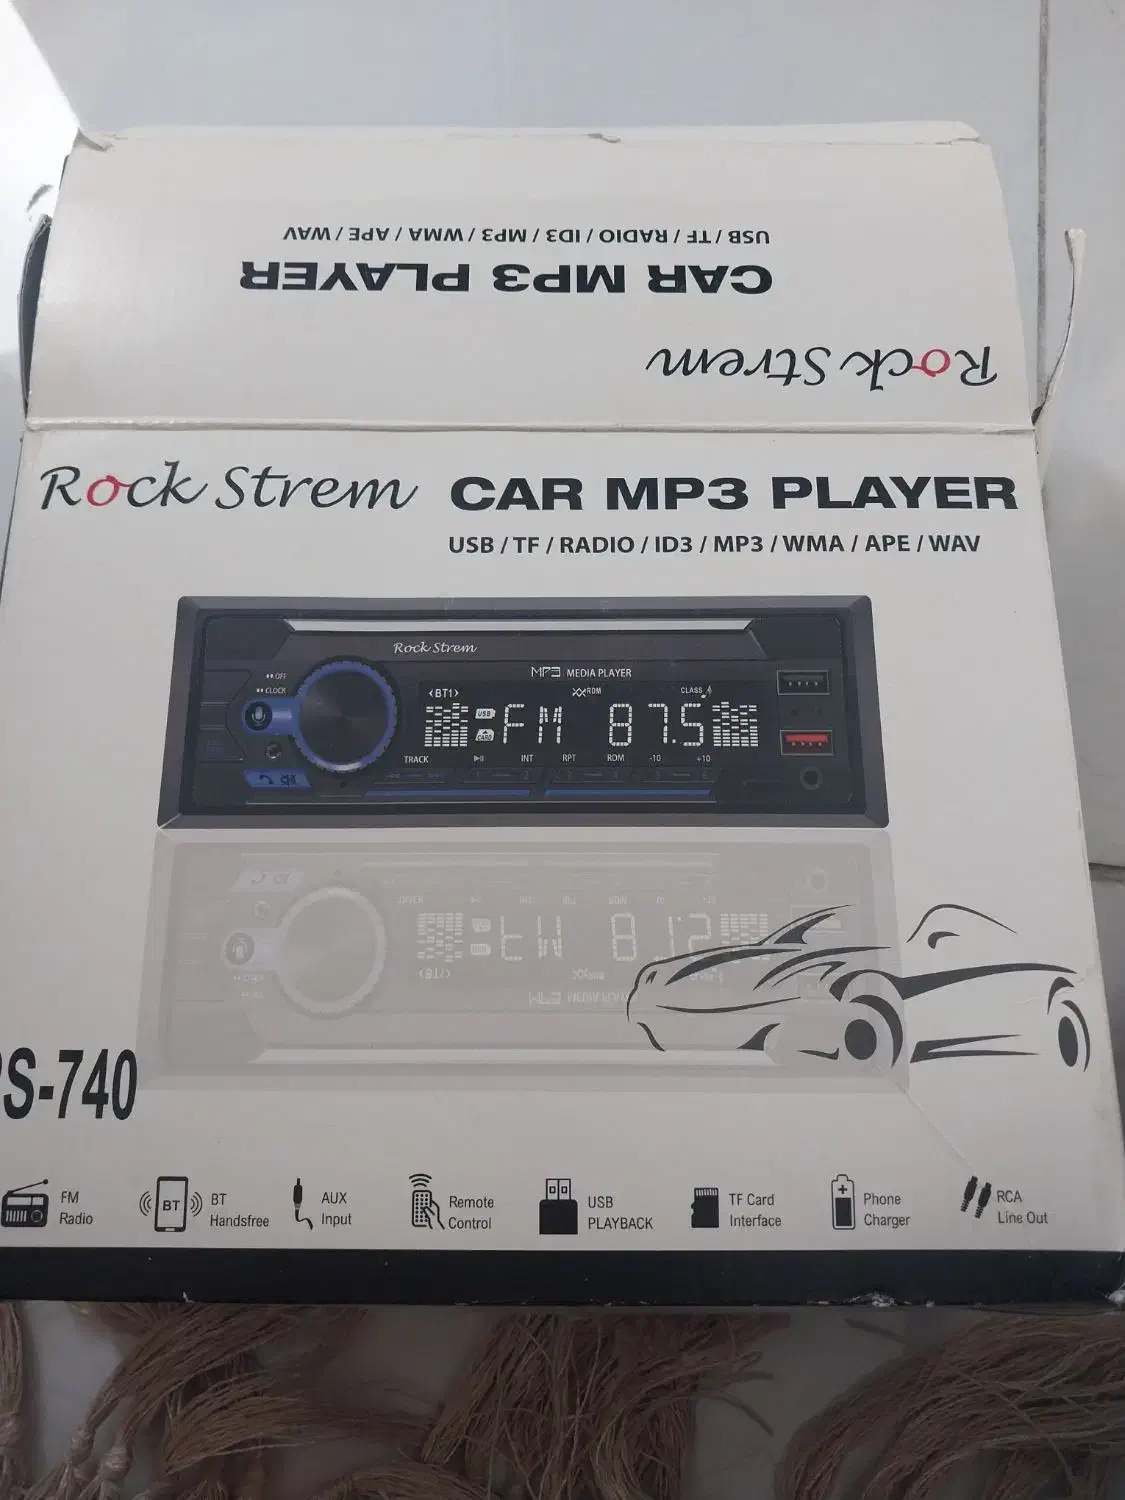 USB / TF / RADIO / ID3 / MP3 / WMA / APE / WAV
CAR MP3 PLAYER
Rock Strem
Rock Strem CAR MP3 PLAYER
USB / TF / RADIO / ID3 / MP3 / WMA / APE / WAV
Rock Strem
MP3 MEDIA PLAYER
OFF
CLOCK
<BT1>
RDM
CLASS
USB
CARD
FM 87.5
TRACK
INT
RPT
RDM
-10
+10
S-740
FM
Radio
BT
BT
Handsfree
AUX
Input
Remote
Control
USB
PLAYBACK
TF Card
Interface
Phone
Charger
RCA
Line Out